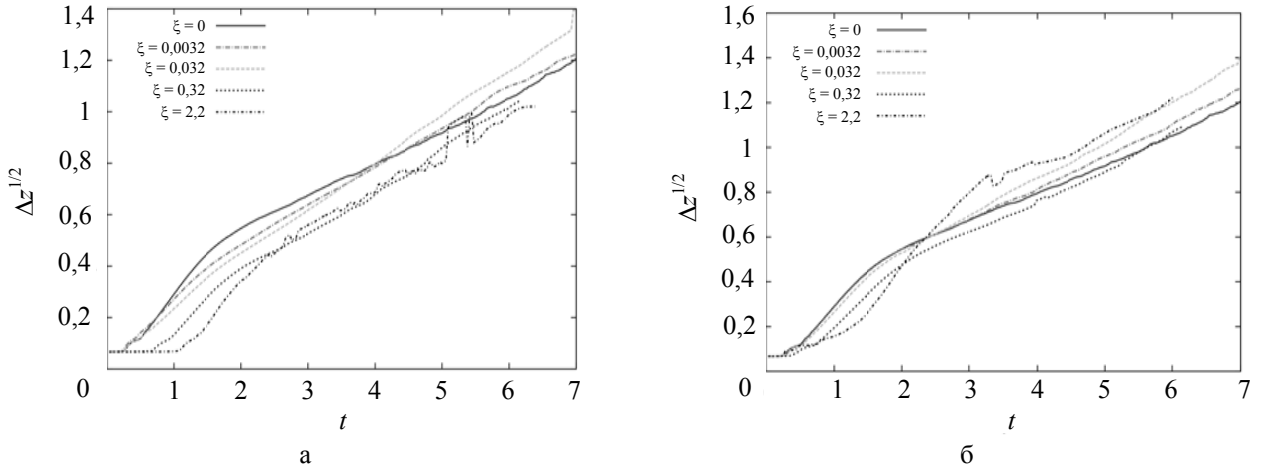 1,4
1,2
1
0,8
0,6
0,4
0,2
0
Δz^1/2
ξ = 0
ξ = 0,0032
ξ = 0,032
ξ = 0,32
ξ = 2,2
1 2 3 4 5 6 7
t
а
1,6
1,4
1,2
1
0,8
0,6
0,4
0,2
0
Δz^1/2
ξ = 0
ξ = 0,0032
ξ = 0,032
ξ = 0,32
ξ = 2,2
1 2 3 4 5 6 7
t
б